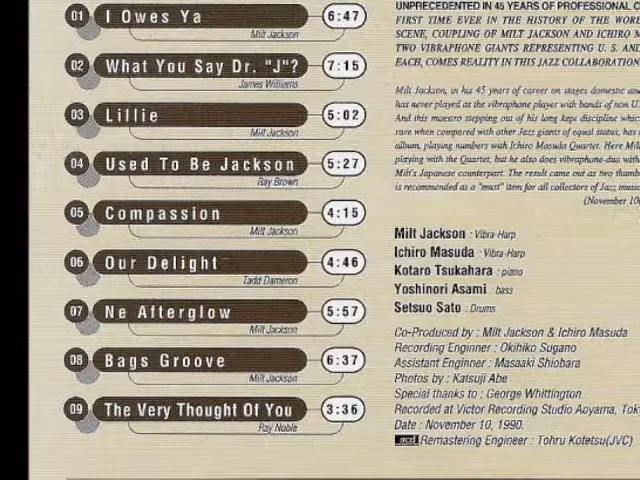 01 I Owes Ya 6:47
Milt Jackson
02 What You Say Dr. "J"? 7:15
James Williams
03 Lillie 5:02
Milt Jackson
04 Used To Be Jackson 5:27
Ray Brown
05 Compassion 4:15
Milt Jackson
06 Our Delight 4:46
Tadd Dameron
07 Ne Afterglow 5:57
Milt Jackson
08 Bags Groove 6:37
Milt Jackson
09 The Very Thought Of You 3:36
Ray Noble
UNPRECEDENTED IN 45 YEARS OF PROFESSIONAL
FIRST TIME EVER IN THE HISTORY OF THE
SCENE, COUPLING OF MILT JACKSON AND ICHIRO
TWO VIBRAPHONE GIANTS REPRESENTING U. S.
EACH, COMES REALITY IN THIS JAZZ COLLABORATION
Milt Jackson, in his 45 years of career on stages domestic
has never played as the vibraphone player with bands of non
And this maestro stepping out of his long kept discipline
rare when compared with other Jazz giants of equal status, has
album, playing numbers with Ichiro Masuda Quartet. Here
playing with the Quartet, but he also does vibraphone-duo
Milt's Japanese counterpart. The result came out as two
is recommended as a "must" item for all collectors of Jazz
(November
Milt Jackson : Vibra-Harp
Ichiro Masuda : Vibra-Harp
Kotaro Tsukahara : piano
Yoshinori Asami : bass
Setsuo Sato : Drums
Co-Produced by : Milt Jackson & Ichiro Masuda
Recording Enginner : Okihiko Sugano
Assistant Enginner : Masaaki Shiobara
Photos by : Katsuji Abe
Special thanks to : George Whittington
Recorded at Victor Recording Studio Aoyama,
Date : November 10, 1990.
Remastering Engineer : Tohru Kotetsu(JVC)